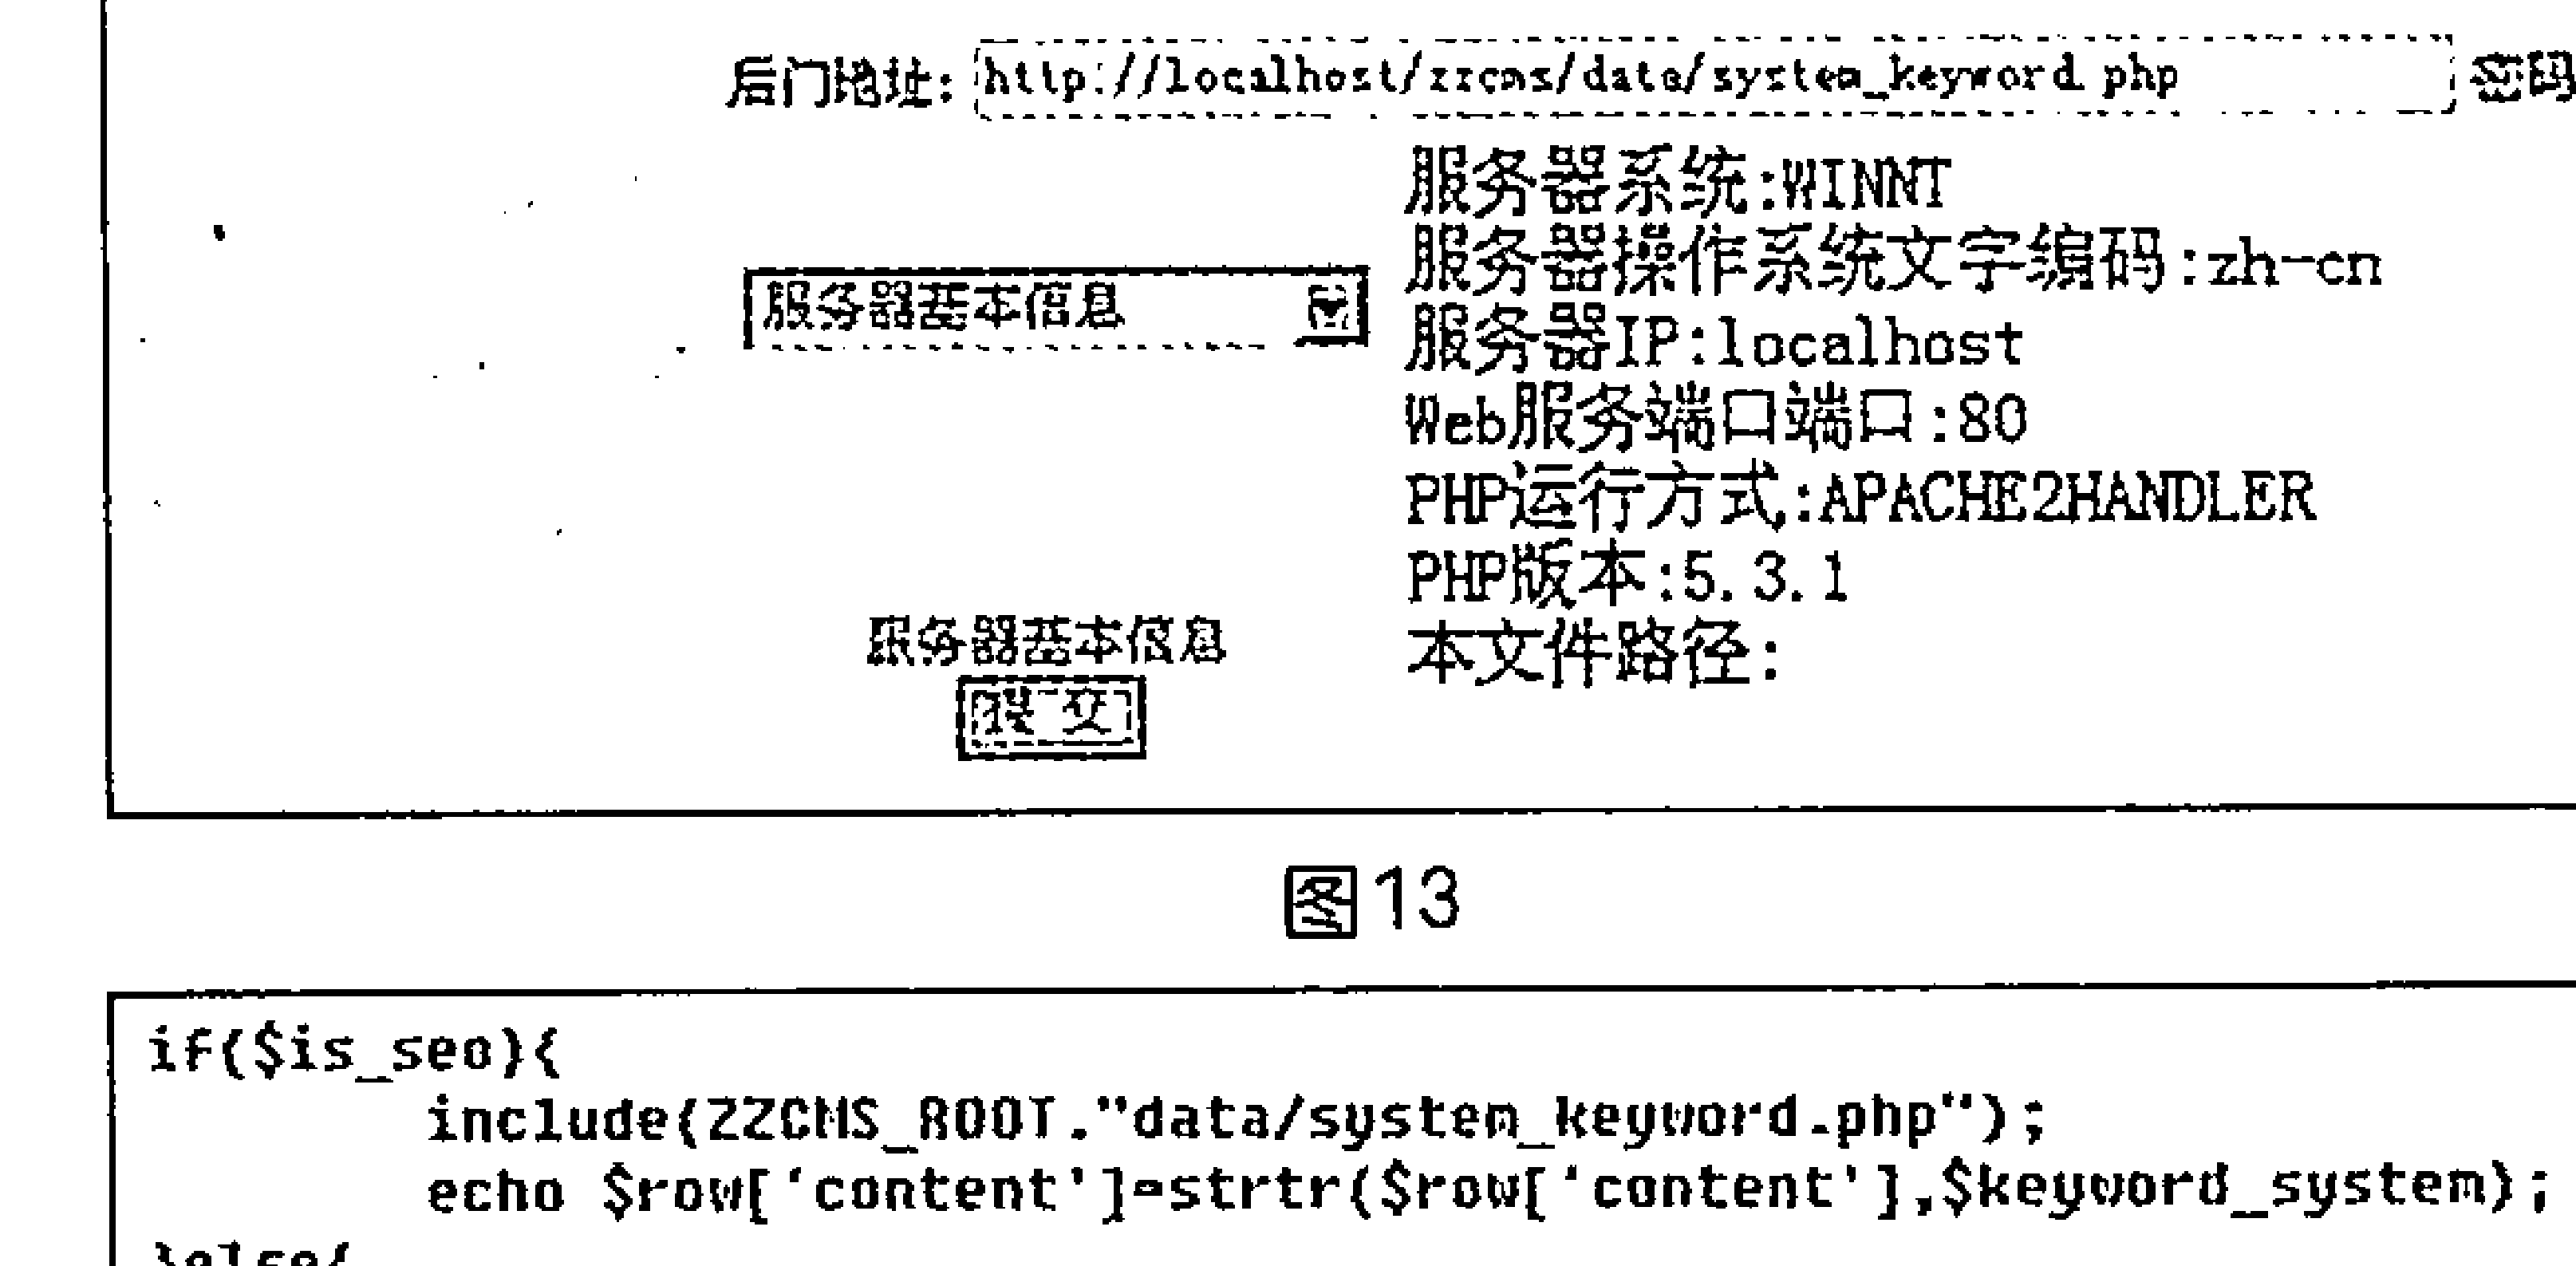 后门地址: http://localhost/zzcms/data/system_keyword.php 密码
服务器系统:WINNT
服务器操作系统文字编码:zh-cn
服务器基本信息
服务器IP:localhost
Web服务端口端口:80
PHP运行方式:APACHE2HANDLER
PHP版本:5.3.1
服务器基本信息
本文件路径:
提 交
图13
if($is_seo){
include(ZZCMS_ROOT."data/system_keyword.php");
echo $row['content']=strtr($row['content'],$keyword_system);
}else{